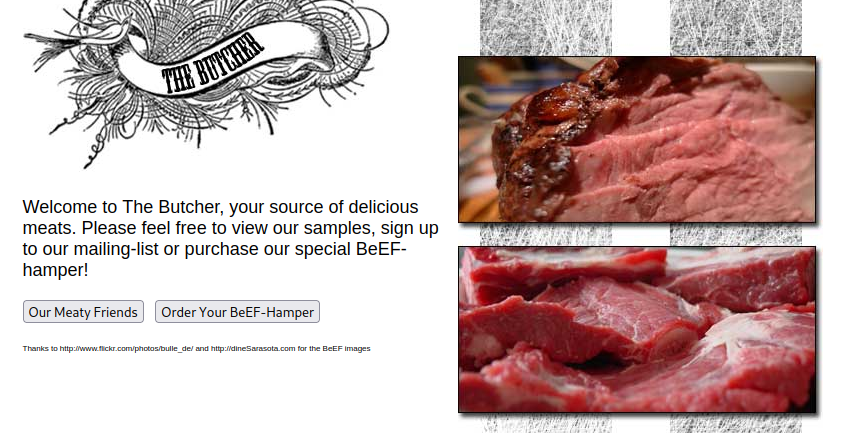 THE BUTCHER
Welcome to The Butcher, your source of delicious
meats. Please feel free to view our samples, sign up
to our mailing-list or purchase our special BeEF-
hamper!
Our Meaty Friends
Order Your BeEF-Hamper
Thanks to http://www.flickr.com/photos/bulle_de/ and http://dineSarasota.com for the BeEF images